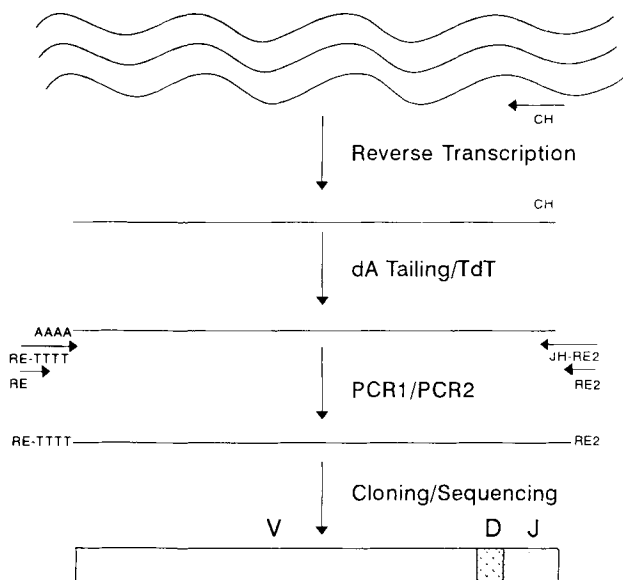 CH
Reverse Transcription
CH
dA Tailing/TdT
AAAA
RE-TTTT
JH-RE2
RE
RE2
PCR1/PCR2
RE-TTTT
RE2
Cloning/Sequencing
V D J